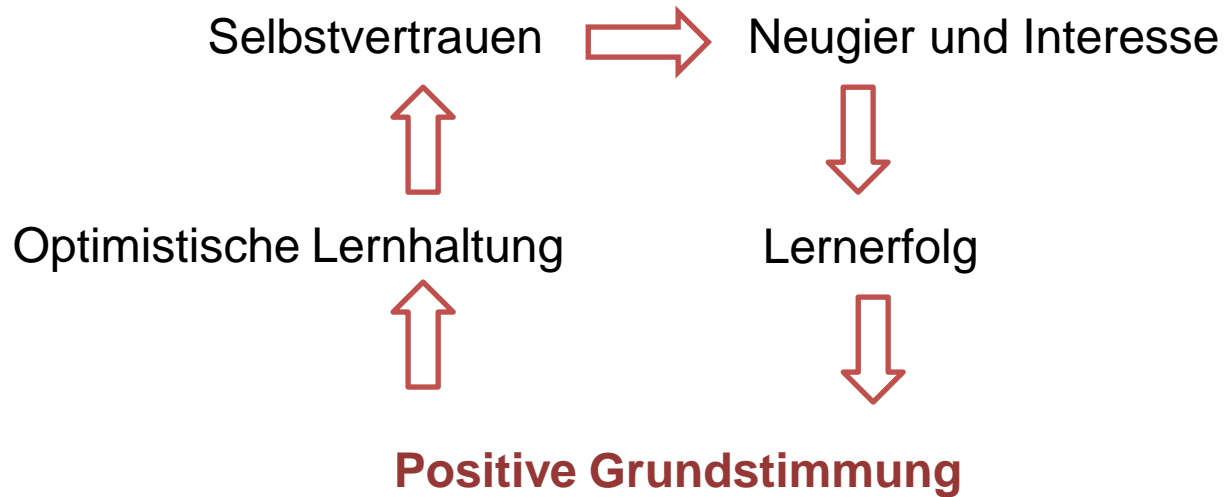 Selbstvertrauen
Neugier und Interesse
Optimistische Lernhaltung
Lernerfolg
Positive Grundstimmung